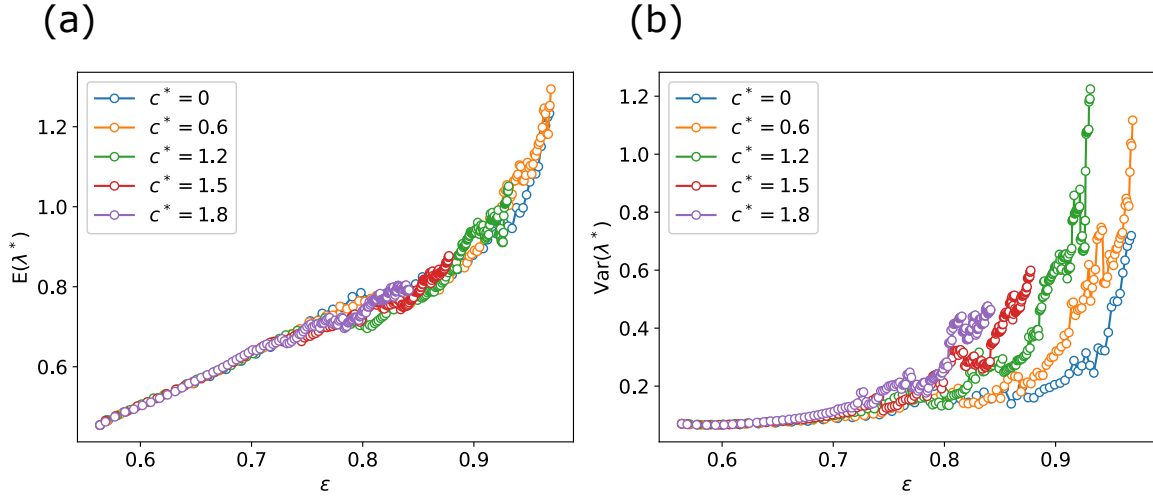 (a)
(b)
E(λ*)
1.2
1.0
0.8
0.6
c* = 0
c* = 0.6
c* = 1.2
c* = 1.5
c* = 1.8
0.6 0.7 0.8 0.9
ε
Var(λ*)
1.2
1.0
0.8
0.6
0.4
0.2
c* = 0
c* = 0.6
c* = 1.2
c* = 1.5
c* = 1.8
0.6 0.7 0.8 0.9
ε